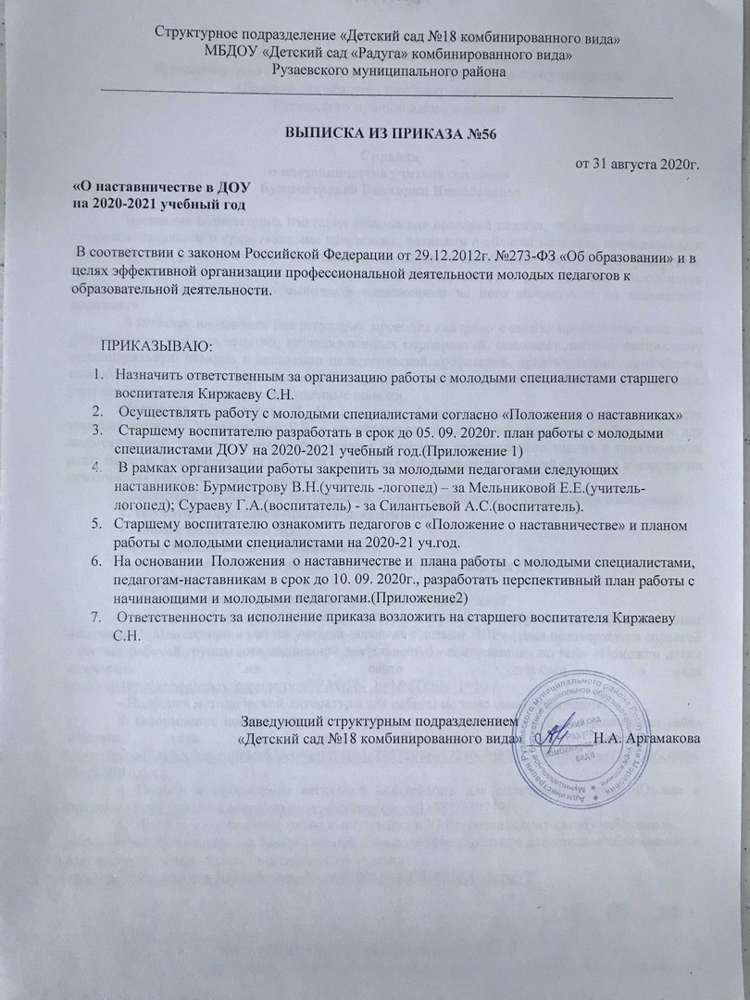 Структурное подразделение «Детский сад №18 комбинированного вида»
МБДОУ «Детский сад «Радуга» комбинированного вида»
Рузаевского муниципального района
ВЫПИСКА ИЗ ПРИКАЗА №56
от 31 августа 2020г.
«О наставничестве в ДОУ
на 2020-2021 учебный год
В соответствии с законом Российской Федерации от 29.12.2012г. №273-ФЗ «Об образовании» и в
целях эффективной организации профессиональной деятельности молодых педагогов к
образовательной деятельности.
ПРИКАЗЫВАЮ:
1. Назначить ответственным за организацию работы с молодыми специалистами старшего
воспитателя Киржаеву С.Н.
2. Осуществлять работу с молодыми специалистами согласно «Положения о наставниках»
3. Старшему воспитателю разработать в срок до 05. 09. 2020г. план работы с молодыми
специалистами ДОУ на 2020-2021 учебный год.(Приложение 1)
4. В рамках организации работы закрепить за молодыми педагогами следующих
наставников: Бурмистрову В.Н.(учитель -логопед) – за Мельниковой Е.Е.(учитель-
логопед); Сураеву Г.А.(воспитатель) - за Силантьевой А.С.(воспитатель).
5. Старшему воспитателю ознакомить педагогов с «Положение о наставничестве» и планом
работы с молодыми специалистами на 2020-21 уч.год.
6. На основании Положения о наставничестве и плана работы с молодыми специалистами,
педагогам-наставникам в срок до 10. 09. 2020г., разработать перспективный план работы с
начинающими и молодыми педагогами.(Приложение2)
7. Ответственность за исполнение приказа возложить на старшего воспитателя Киржаеву
С.Н.
Заведующий структурным подразделением
«Детский сад №18 комбинированного вида» Н.А. Аргамакова
Администрация Рузаевского муниципального района Республики Мордовия